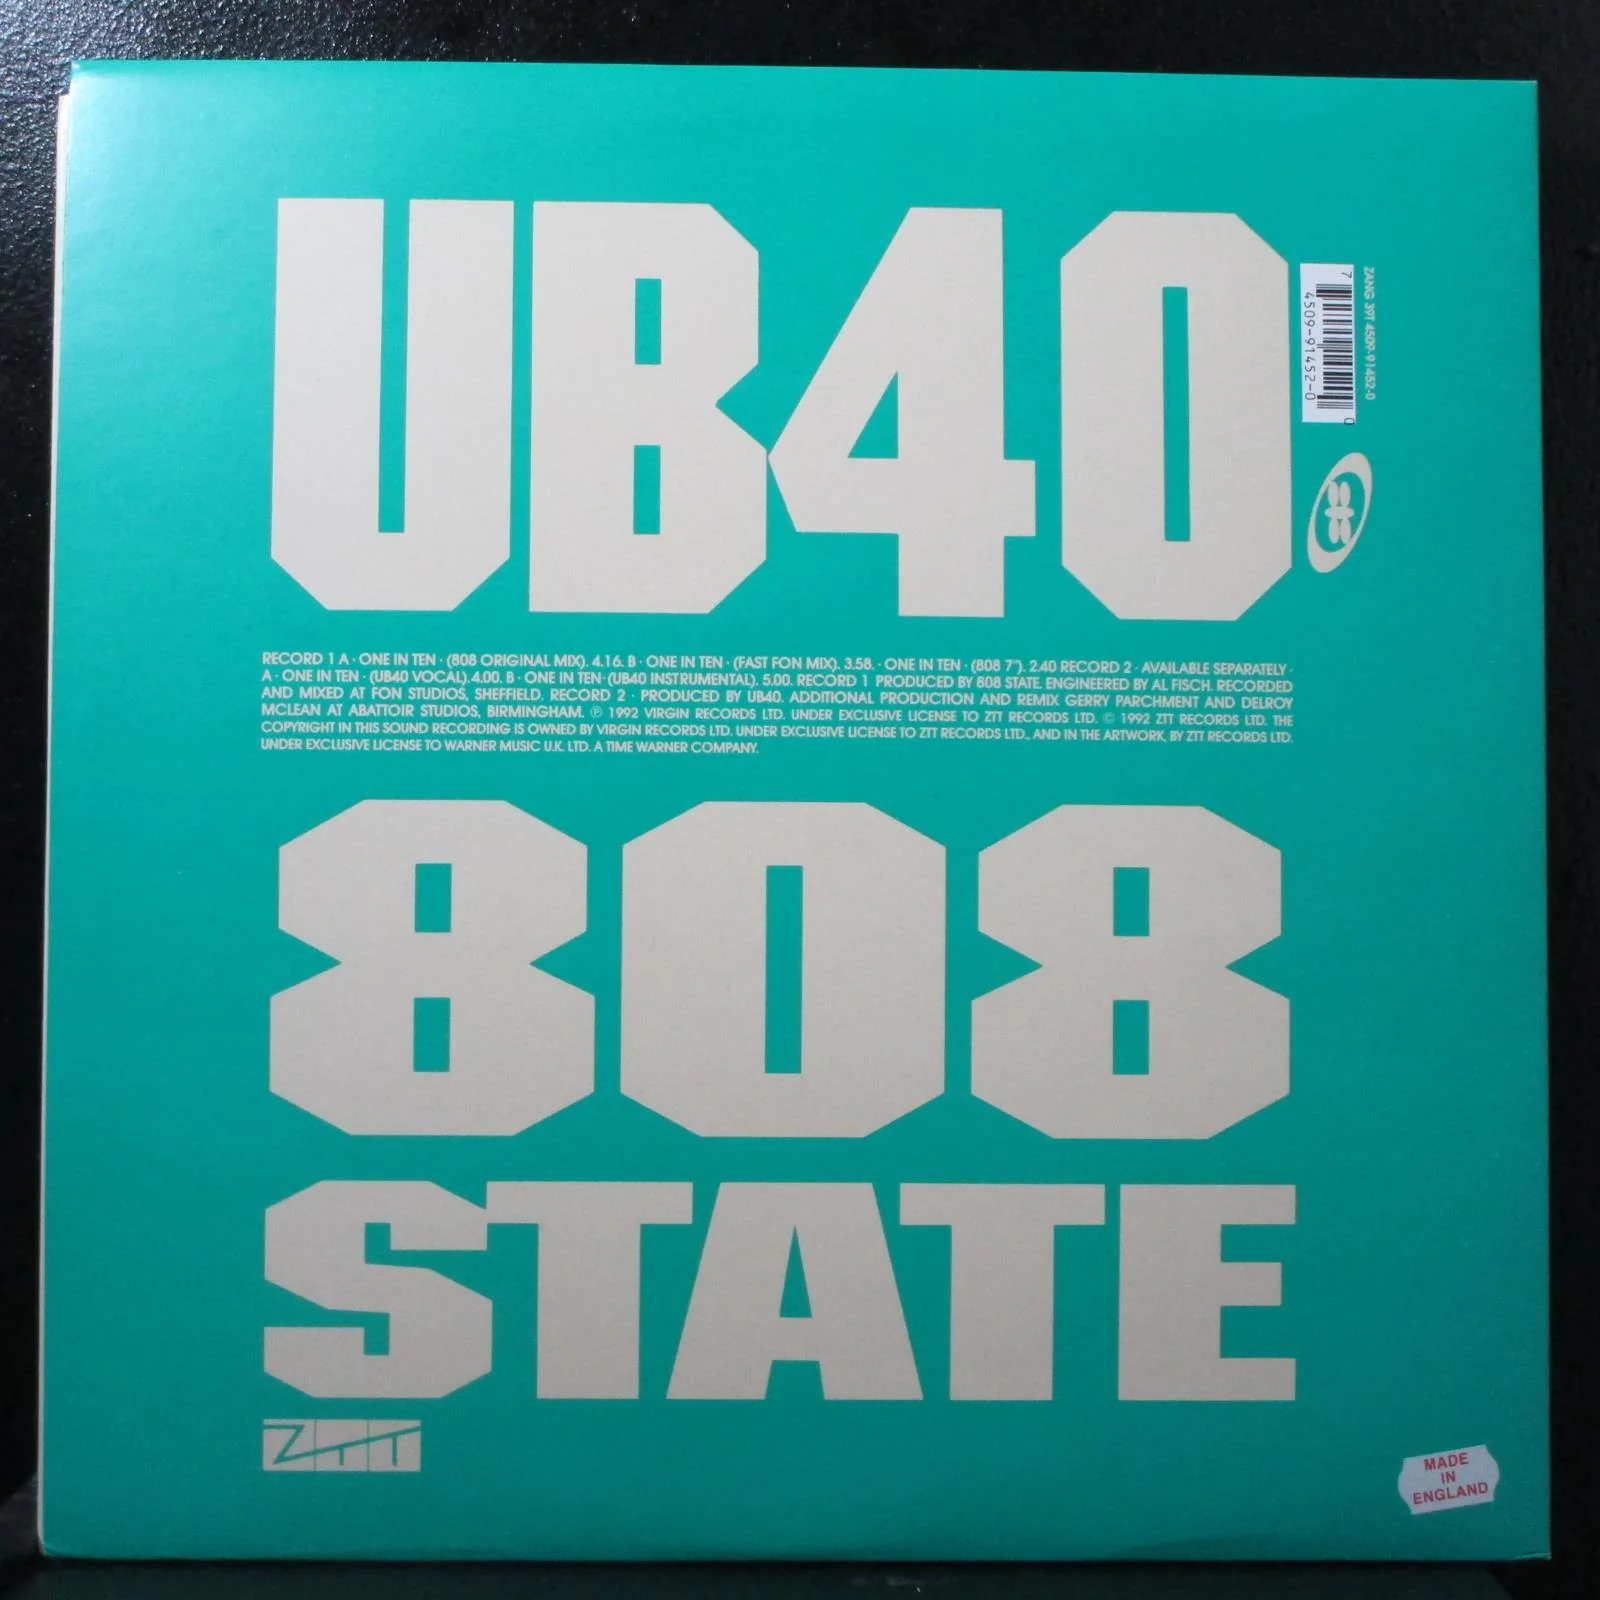 UB40
7 4509-91452-0 0
ZANG 39T 4509-91452-0
RECORD 1 A · ONE IN TEN · (808 ORIGINAL MIX). 4.16. B · ONE IN TEN · (FAST FON MIX). 3.58. · ONE IN TEN · (808 7"). 2.40 RECORD 2 · AVAILABLE SEPARATELY ·
A · ONE IN TEN · (UB40 VOCAL).4.00. B · ONE IN TEN·(UB40 INSTRUMENTAL). 5.00. RECORD 1 PRODUCED BY 808 STATE. ENGINEERED BY AL FISCH. RECORDED
AND MIXED AT FON STUDIOS, SHEFFIELD. RECORD 2 · PRODUCED BY UB40. ADDITIONAL PRODUCTION AND REMIX GERRY PARCHMENT AND DELROY
MCLEAN AT ABATTOIR STUDIOS, BIRMINGHAM. ℗ 1992 VIRGIN RECORDS LTD. UNDER EXCLUSIVE LICENSE TO ZTT RECORDS LTD. © 1992 ZTT RECORDS LTD. THE
COPYRIGHT IN THIS SOUND RECORDING IS OWNED BY VIRGIN RECORDS LTD. UNDER EXCLUSIVE LICENSE TO ZTT RECORDS LTD., AND IN THE ARTWORK, BY ZTT RECORDS LTD.
UNDER EXCLUSIVE LICENSE TO WARNER MUSIC U.K. LTD. A TIME WARNER COMPANY.
808
STATE
ZTT
MADE
IN
ENGLAND